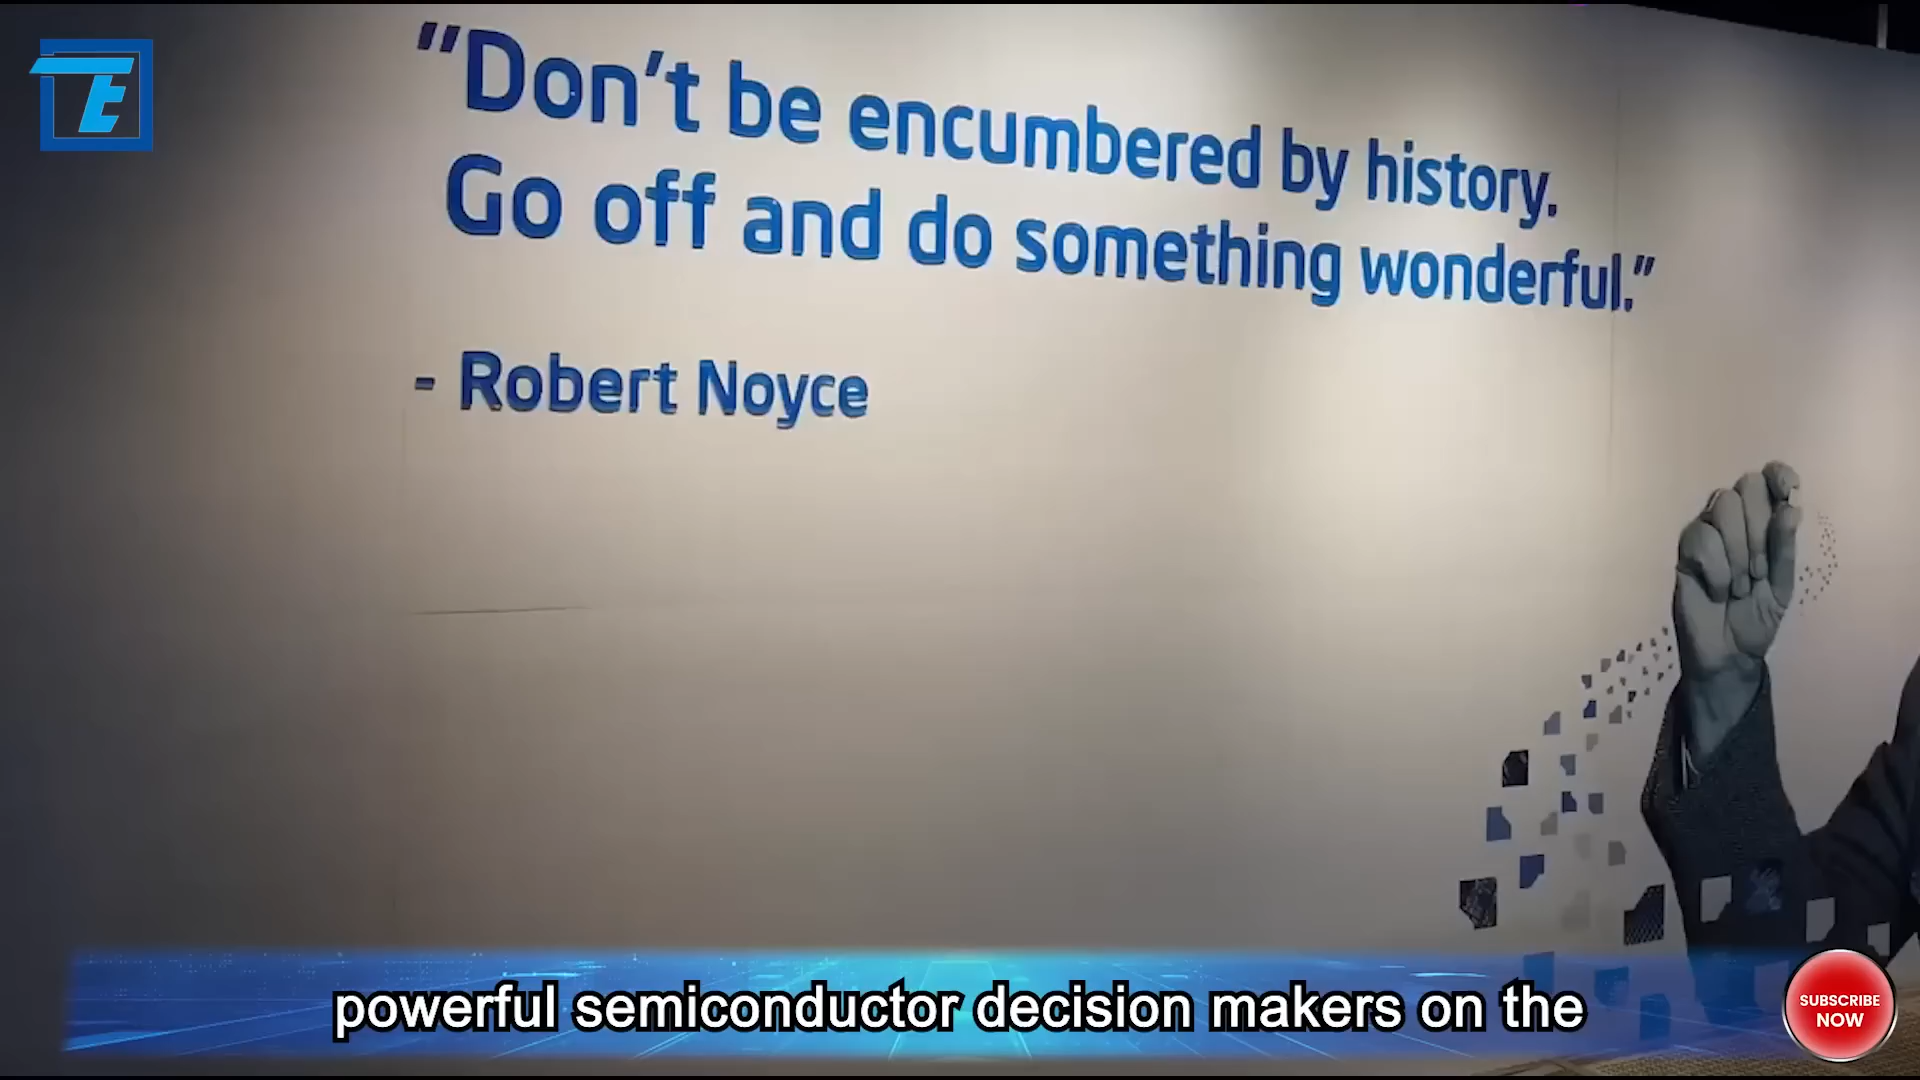 TE
"Don't be encumbered by history.
Go off and do something wonderful."
- Robert Noyce
powerful semiconductor decision makers on the
SUBSCRIBE
NOW